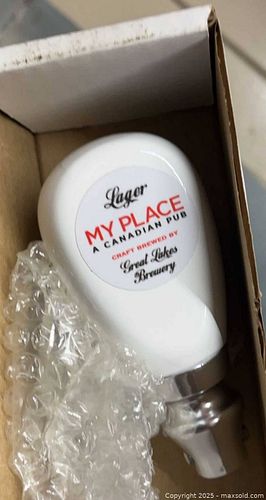 Lager
MY PLACE
A CANADIAN PUB
CRAFT BREWED BY
Great Lakes
Brewery
Copyright © 2025 - maxsold.com